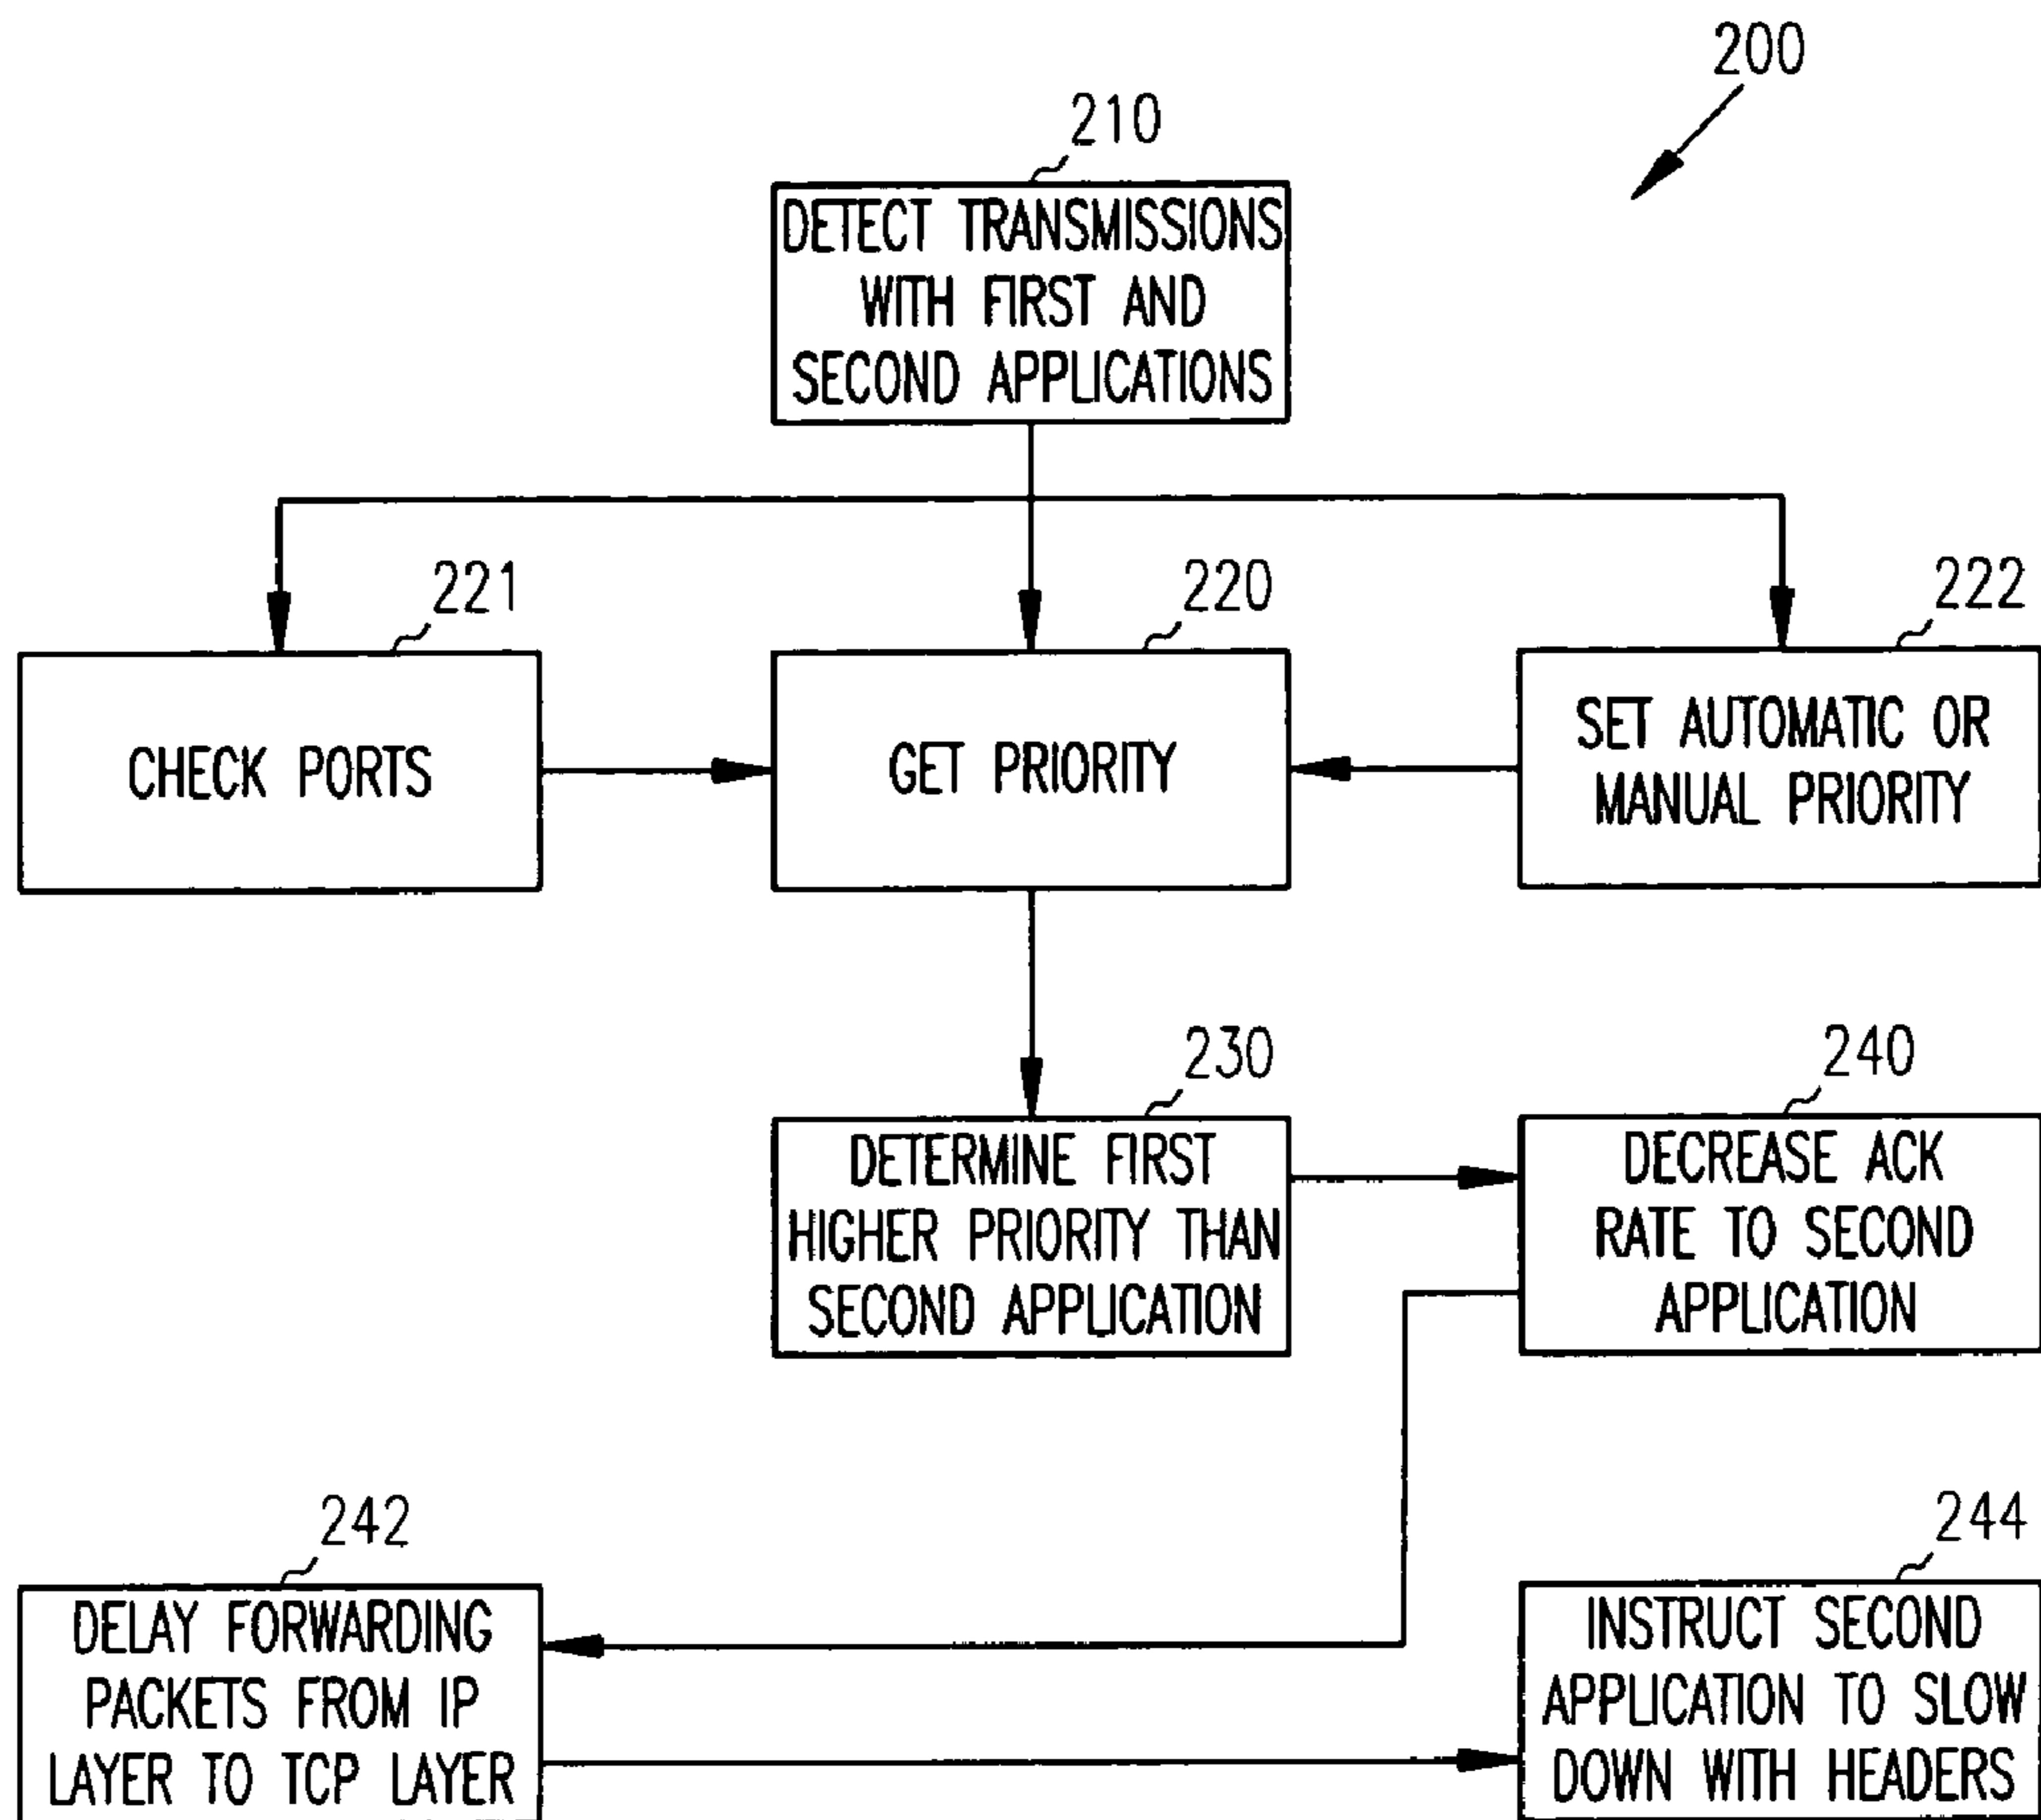 200
210
DETECT TRANSMISSIONS
WITH FIRST AND
SECOND APPLICATIONS
221
CHECK PORTS
220
GET PRIORITY
222
SET AUTOMATIC OR
MANUAL PRIORITY
230
DETERMINE FIRST
HIGHER PRIORITY THAN
SECOND APPLICATION
240
DECREASE ACK
RATE TO SECOND
APPLICATION
242
DELAY FORWARDING
PACKETS FROM IP
LAYER TO TCP LAYER
244
INSTRUCT SECOND
APPLICATION TO SLOW
DOWN WITH HEADERS